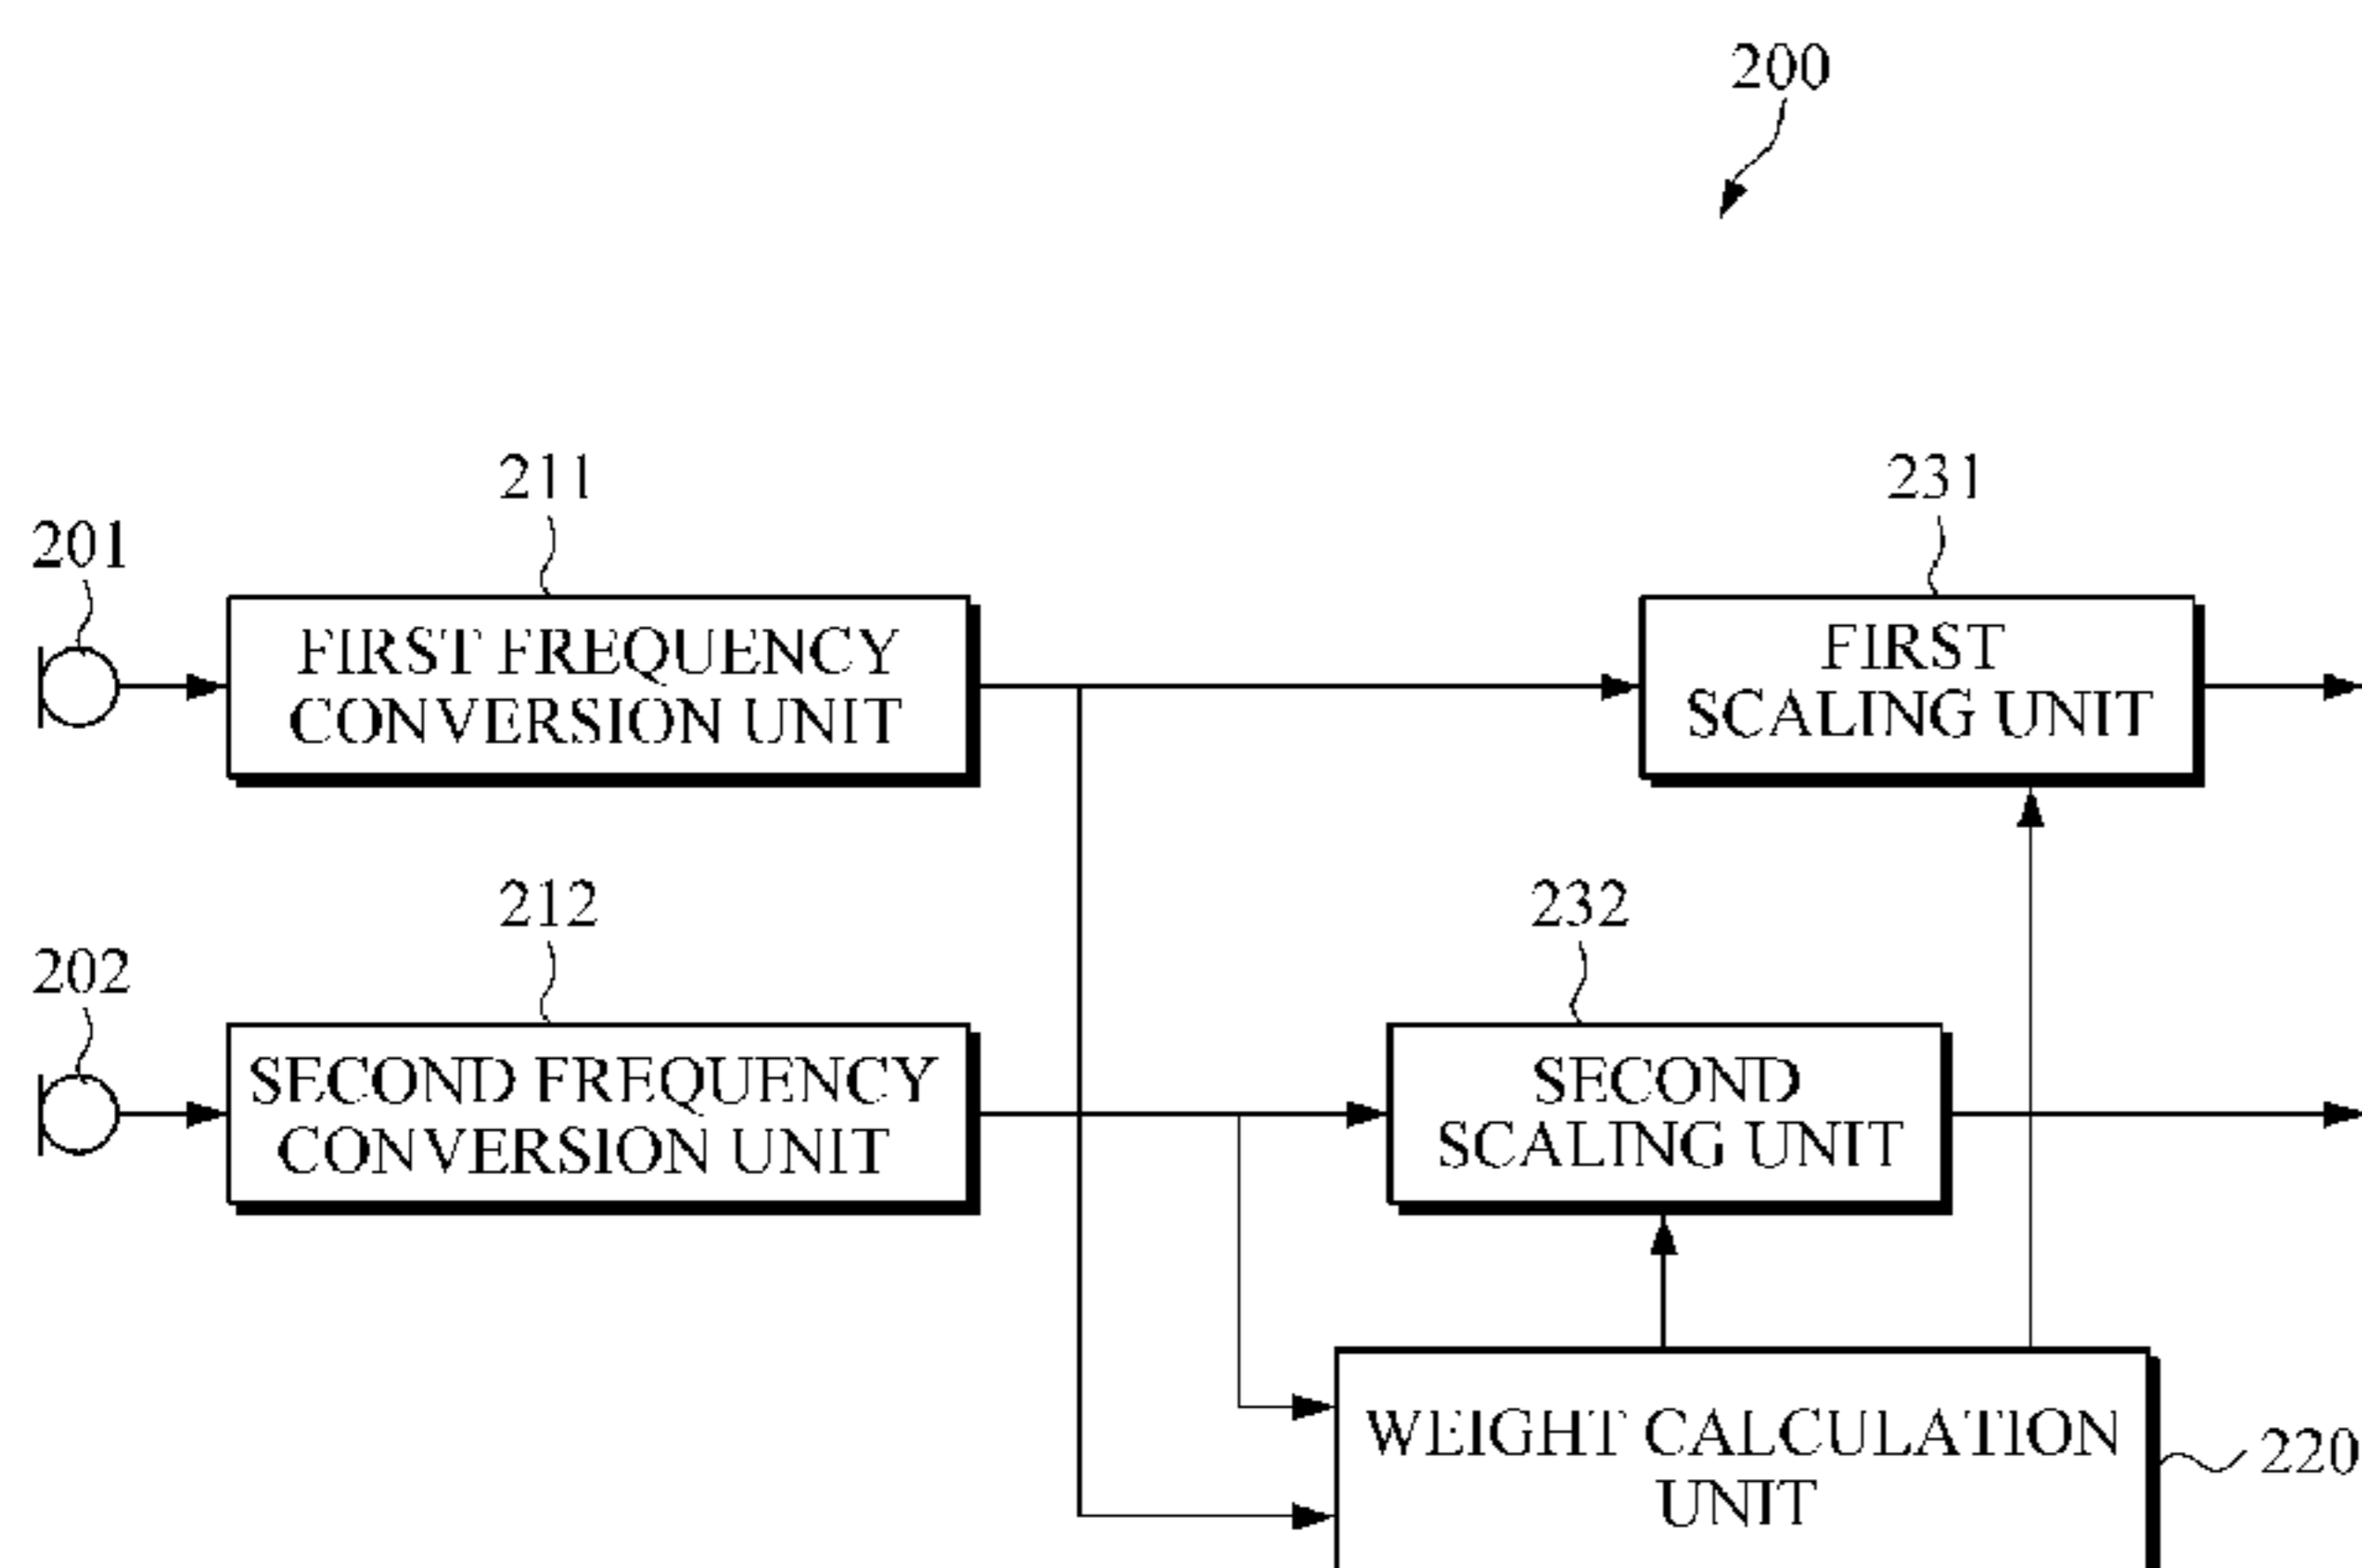 200
211
231
201
FIRST FREQUENCY
CONVERSION UNIT
FIRST
SCALING UNIT
212
232
202
SECOND FREQUENCY
CONVERSION UNIT
SECOND
SCALING UNIT
WEIGHT CALCULATION
UNIT
220